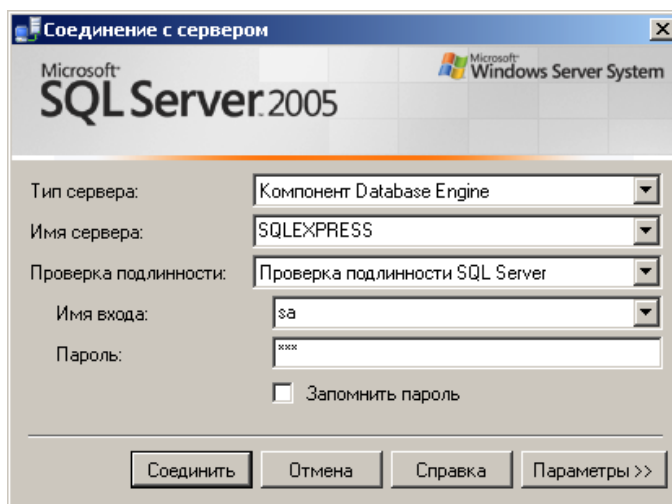 Соединение с сервером
Microsoft
SQL Server 2005
Microsoft
Windows Server System
Тип сервера: Компонент Database Engine
Имя сервера: SQLEXPRESS
Проверка подлинности: Проверка подлинности SQL Server
Имя входа: sa
Пароль: ***
Запомнить пароль
Соединить Отмена Справка Параметры >>